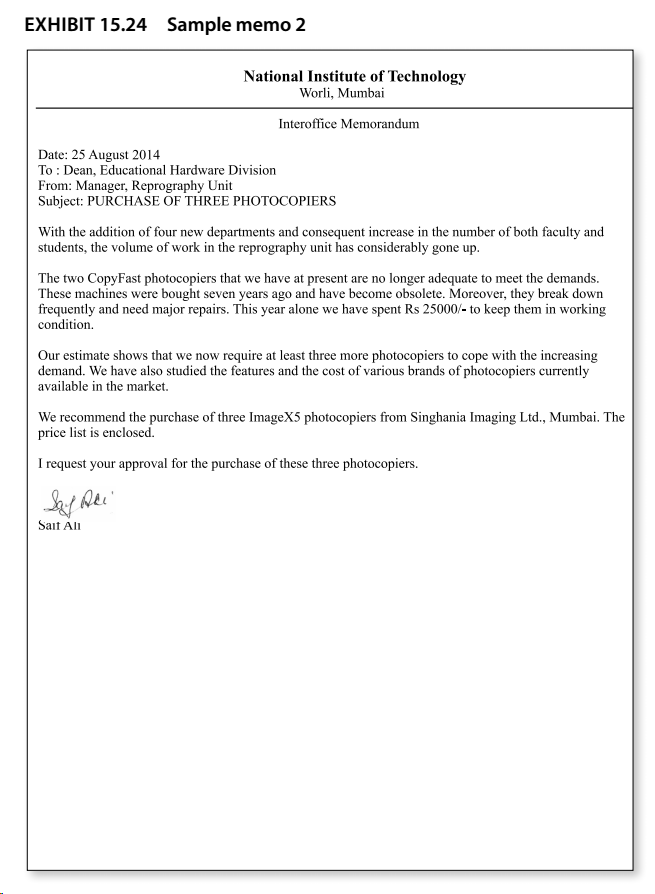 EXHIBIT 15.24 Sample memo 2
National Institute of Technology
Worli, Mumbai
Interoffice Memorandum
Date: 25 August 2014
To : Dean, Educational Hardware Division
From: Manager, Reprography Unit
Subject: PURCHASE OF THREE PHOTOCOPIERS
With the addition of four new departments and consequent increase in the number of both faculty and
students, the volume of work in the reprography unit has considerably gone up.
The two CopyFast photocopiers that we have at present are no longer adequate to meet the demands.
These machines were bought seven years ago and have become obsolete. Moreover, they break down
frequently and need major repairs. This year alone we have spent Rs 25000/- to keep them in working
condition.
Our estimate shows that we now require at least three more photocopiers to cope with the increasing
demand. We have also studied the features and the cost of various brands of photocopiers currently
available in the market.
We recommend the purchase of three ImageX5 photocopiers from Singhania Imaging Ltd., Mumbai. The
price list is enclosed.
I request your approval for the purchase of these three photocopiers.
Saif Ali